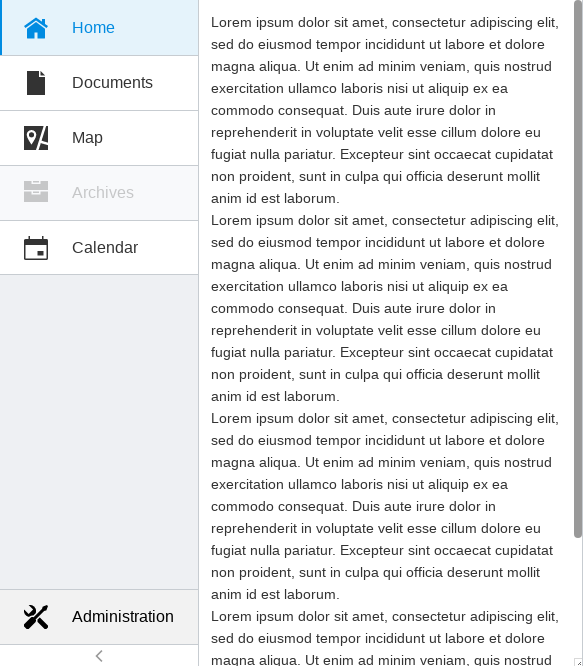 Home
Documents
Map
Archives
Calendar
Administration
Lorem ipsum dolor sit amet, consectetur adipiscing elit,
sed do eiusmod tempor incididunt ut labore et dolore
magna aliqua. Ut enim ad minim veniam, quis nostrud
exercitation ullamco laboris nisi ut aliquip ex ea
commodo consequat. Duis aute irure dolor in
reprehenderit in voluptate velit esse cillum dolore eu
fugiat nulla pariatur. Excepteur sint occaecat cupidatat
non proident, sunt in culpa qui officia deserunt mollit
anim id est laborum.
Lorem ipsum dolor sit amet, consectetur adipiscing elit,
sed do eiusmod tempor incididunt ut labore et dolore
magna aliqua. Ut enim ad minim veniam, quis nostrud
exercitation ullamco laboris nisi ut aliquip ex ea
commodo consequat. Duis aute irure dolor in
reprehenderit in voluptate velit esse cillum dolore eu
fugiat nulla pariatur. Excepteur sint occaecat cupidatat
non proident, sunt in culpa qui officia deserunt mollit
anim id est laborum.
Lorem ipsum dolor sit amet, consectetur adipiscing elit,
sed do eiusmod tempor incididunt ut labore et dolore
magna aliqua. Ut enim ad minim veniam, quis nostrud
exercitation ullamco laboris nisi ut aliquip ex ea
commodo consequat. Duis aute irure dolor in
reprehenderit in voluptate velit esse cillum dolore eu
fugiat nulla pariatur. Excepteur sint occaecat cupidatat
non proident, sunt in culpa qui officia deserunt mollit
anim id est laborum.
Lorem ipsum dolor sit amet, consectetur adipiscing elit,
sed do eiusmod tempor incididunt ut labore et dolore
magna aliqua. Ut enim ad minim veniam, quis nostrud